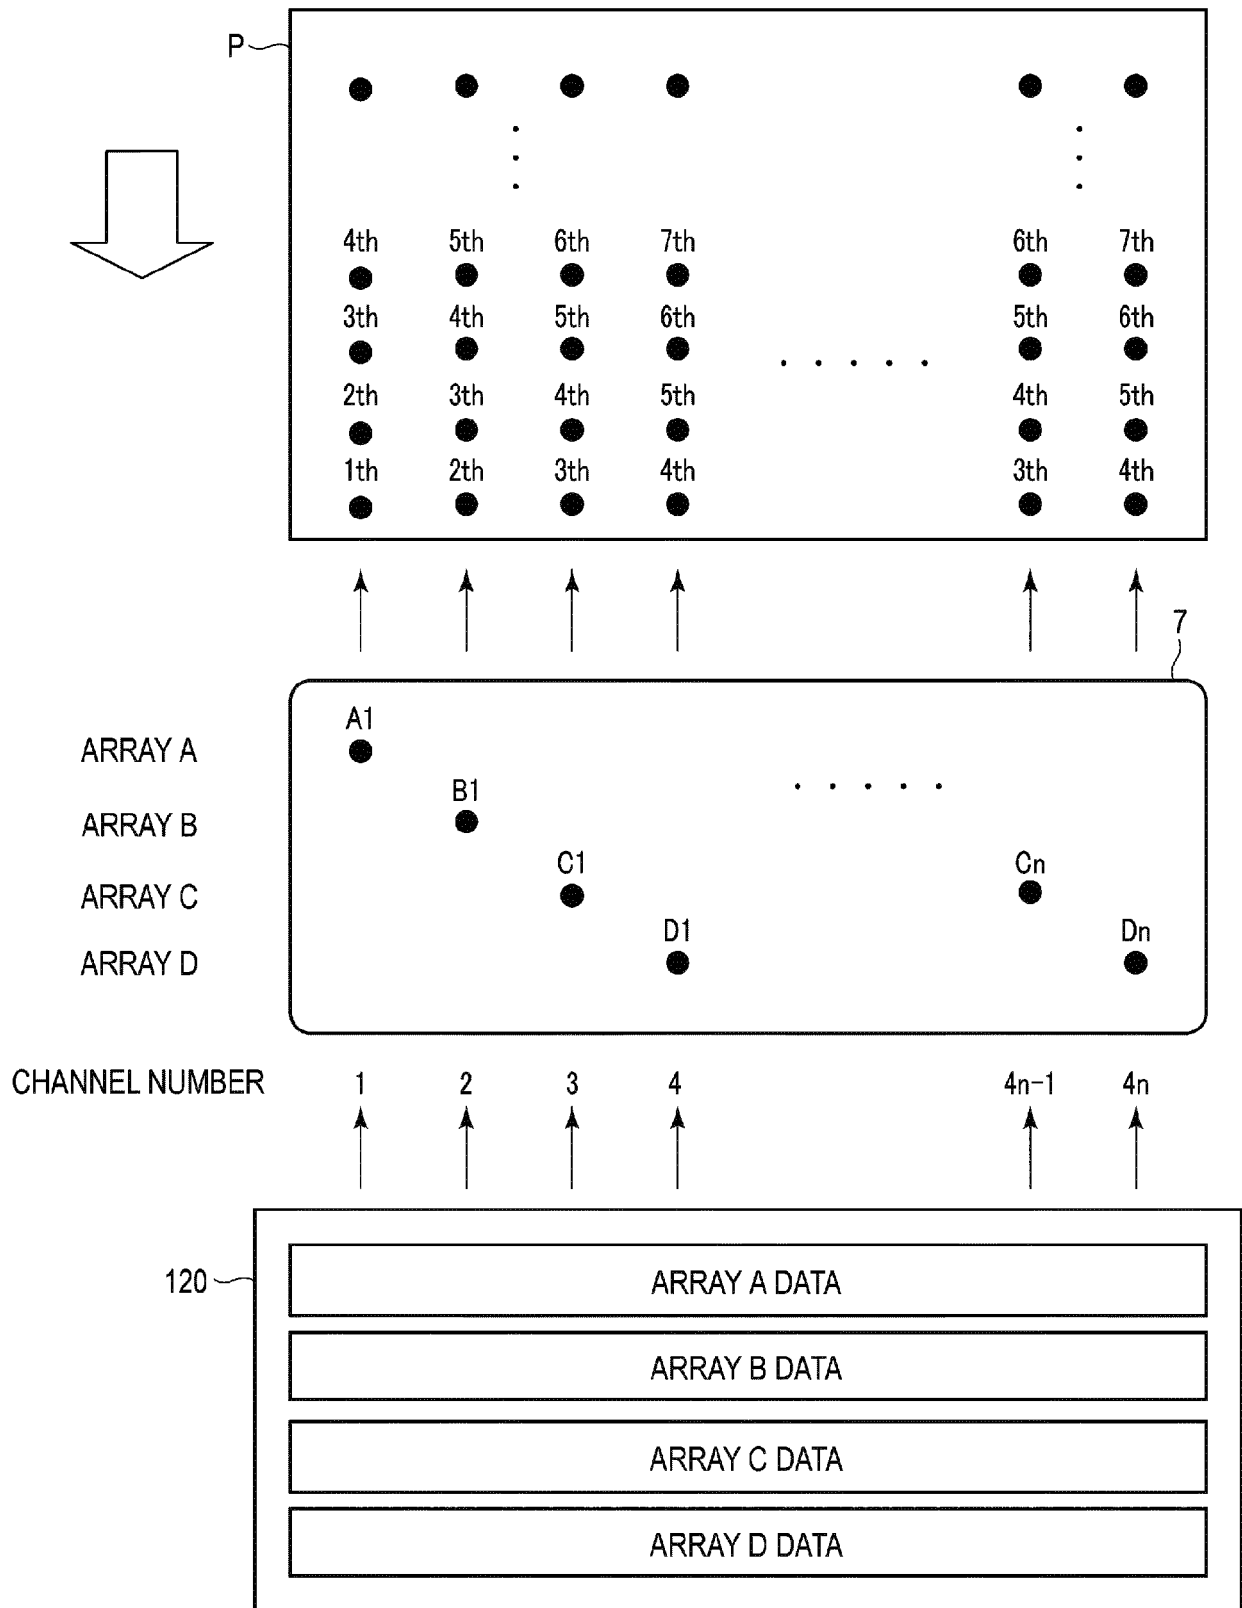 P
4th 5th 6th 7th 6th 7th
3th 4th 5th 6th 5th 6th
2th 3th 4th 5th 4th 5th
1th 2th 3th 4th 3th 4th
7
A1
ARRAY A
B1
ARRAY B
C1 Cn
ARRAY C
D1 Dn
ARRAY D
CHANNEL NUMBER 1 2 3 4 4n-1 4n
120
ARRAY A DATA
ARRAY B DATA
ARRAY C DATA
ARRAY D DATA